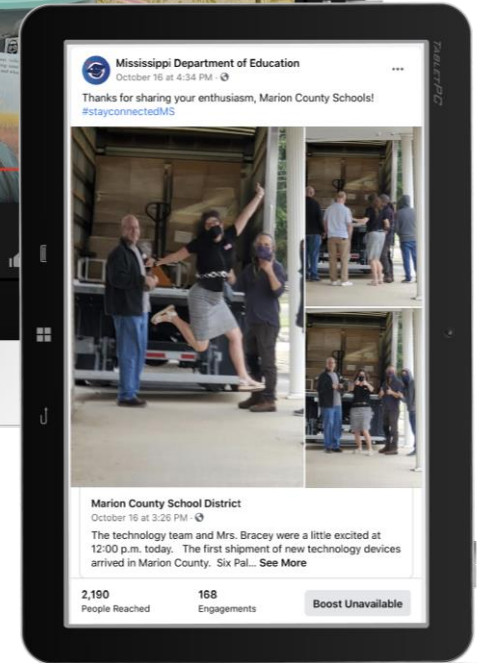 TABLETPC
Mississippi Department of Education
October 16 at 4:34 PM ·
Thanks for sharing your enthusiasm, Marion County Schools!
#stayconnectedMS
Marion County School District
October 16 at 3:26 PM ·
The technology team and Mrs. Bracey were a little excited at
12:00 p.m. today. The first shipment of new technology devices
arrived in Marion County. Six Pal... See More
2,190
People Reached
168
Engagements
Boost Unavailable